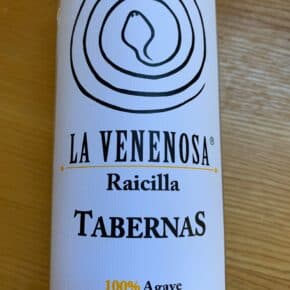 LA VENENOSA®
Raicilla
TABERNAS
100% Agave